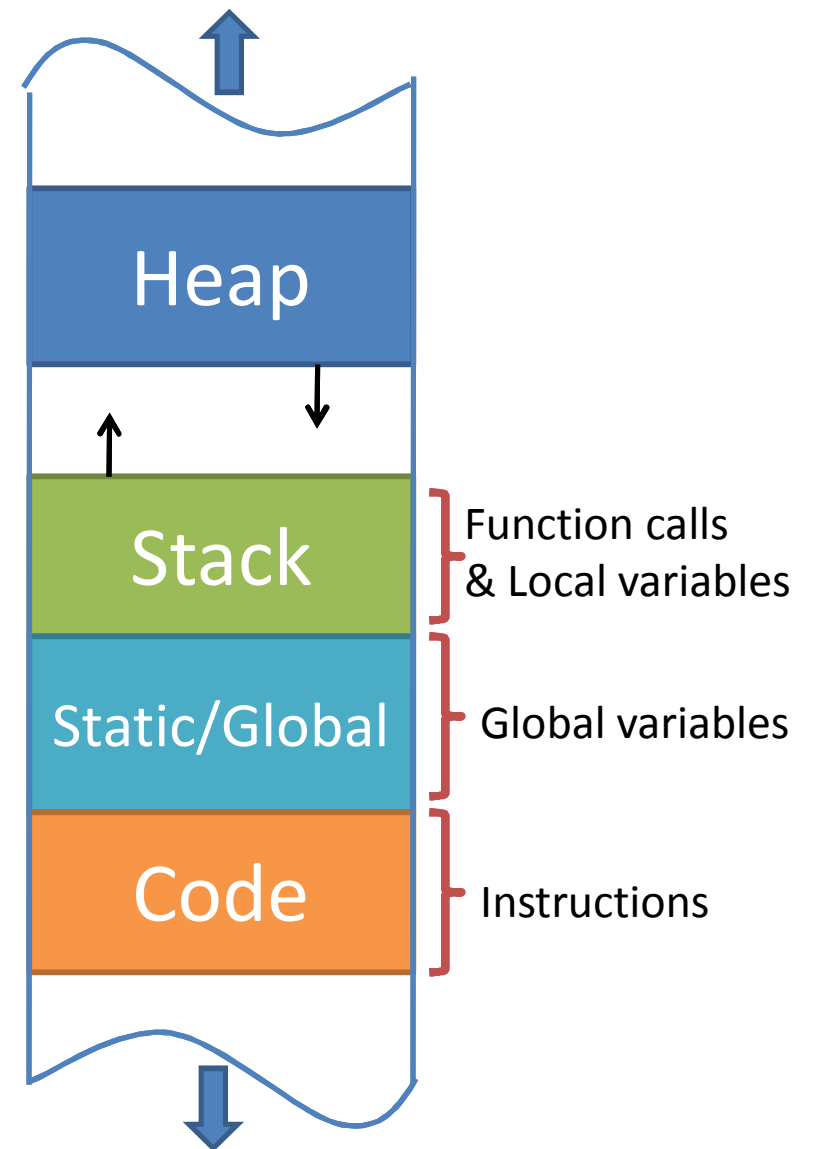 Heap
Stack
Function calls
& Local variables
Static/Global
Global variables
Code
Instructions